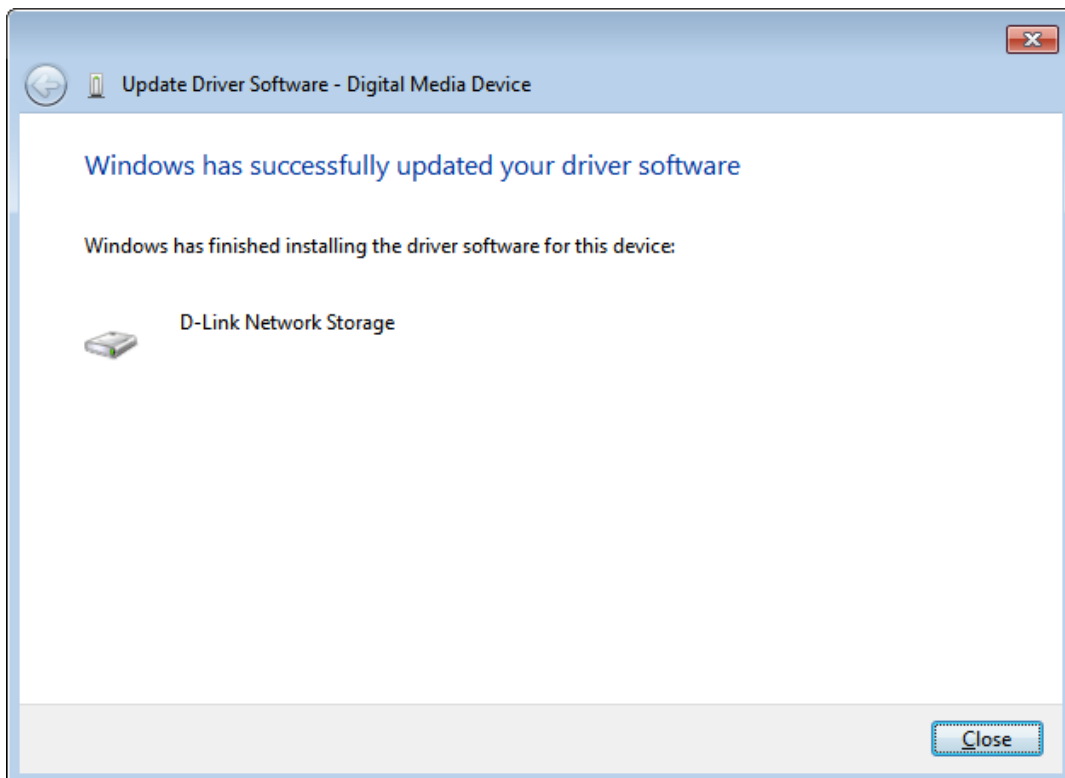 Update Driver Software - Digital Media Device
Windows has successfully updated your driver software
Windows has finished installing the driver software for this device:
D-Link Network Storage
Close